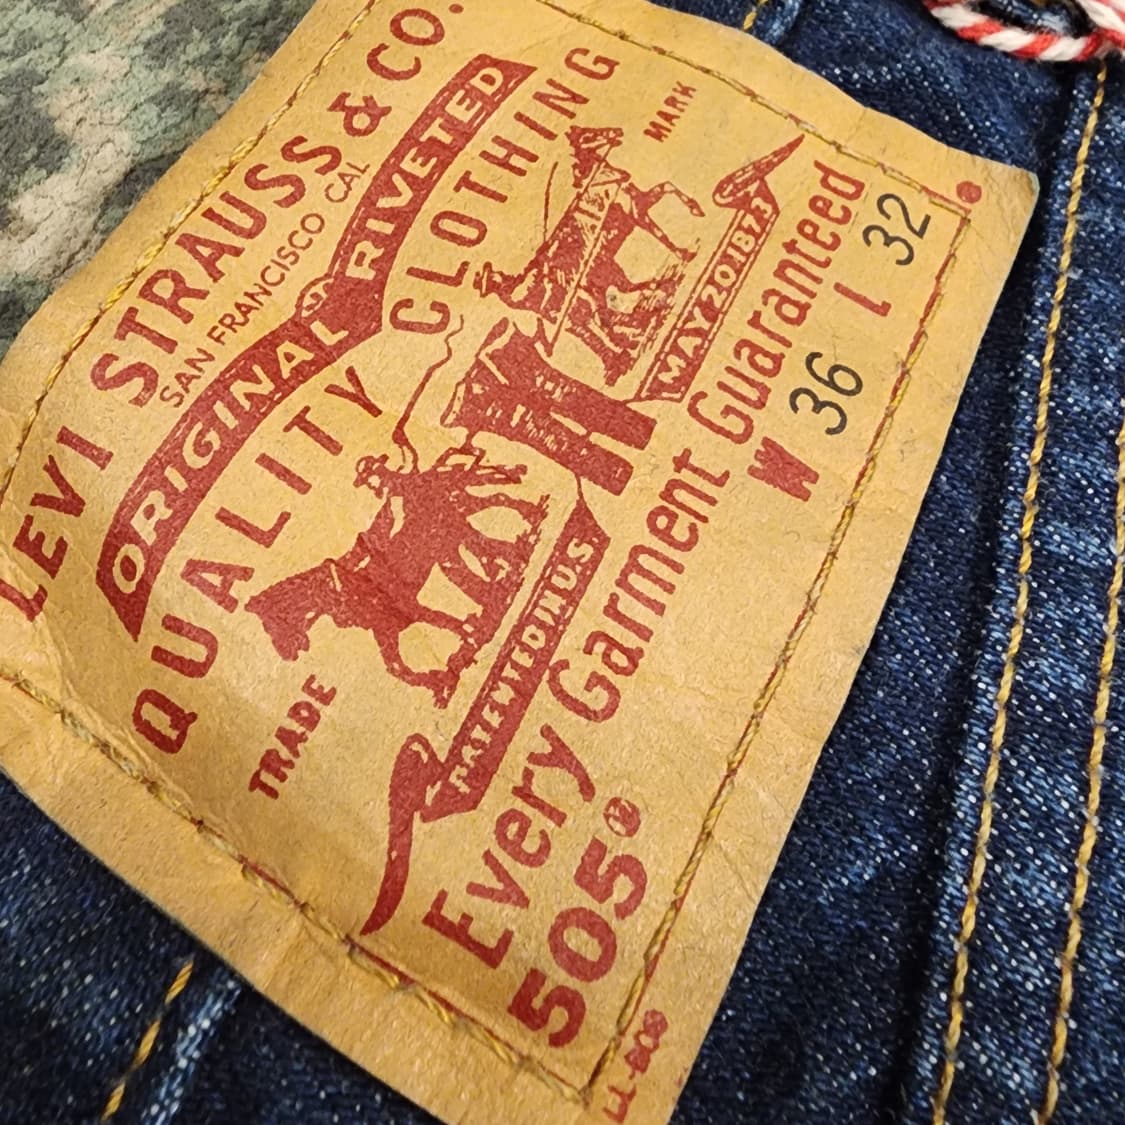 LEVI STRAUSS & CO.
SAN FRANCISCO CAL
ORIGINAL RIVETED
QUALITY CLOTHING
TRADE MARK
PATENTED IN U.S. MAY 20 1873
Every Garment Guaranteed
505® W 36 L 32